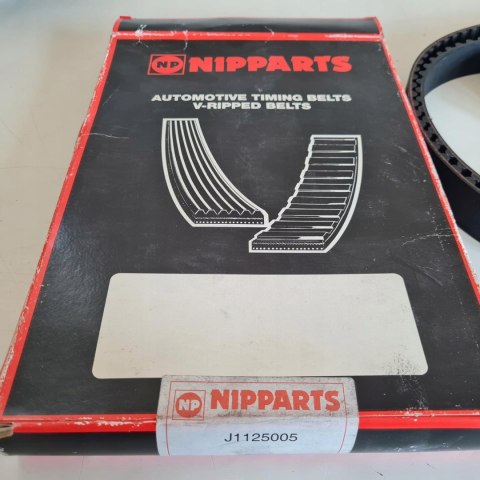 NP NIPPARTS
AUTOMOTIVE TIMING BELTS
V-RIPPED BELTS
NP NIPPARTS
J1125005